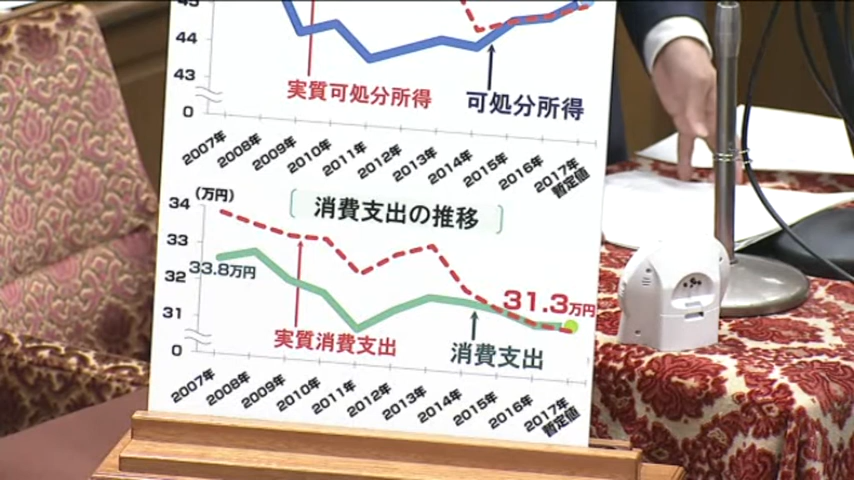 45
44
43
0
実質可処分所得
可処分所得
2007年 2008年 2009年 2010年 2011年 2012年 2013年 2014年 2015年 2016年 2017年 暫定値
(万円)
消費支出の推移
34
33
32
31
0
33.8万円
31.3万円
実質消費支出
消費支出
2007年 2008年 2009年 2010年 2011年 2012年 2013年 2014年 2015年 2016年 2017年 暫定値